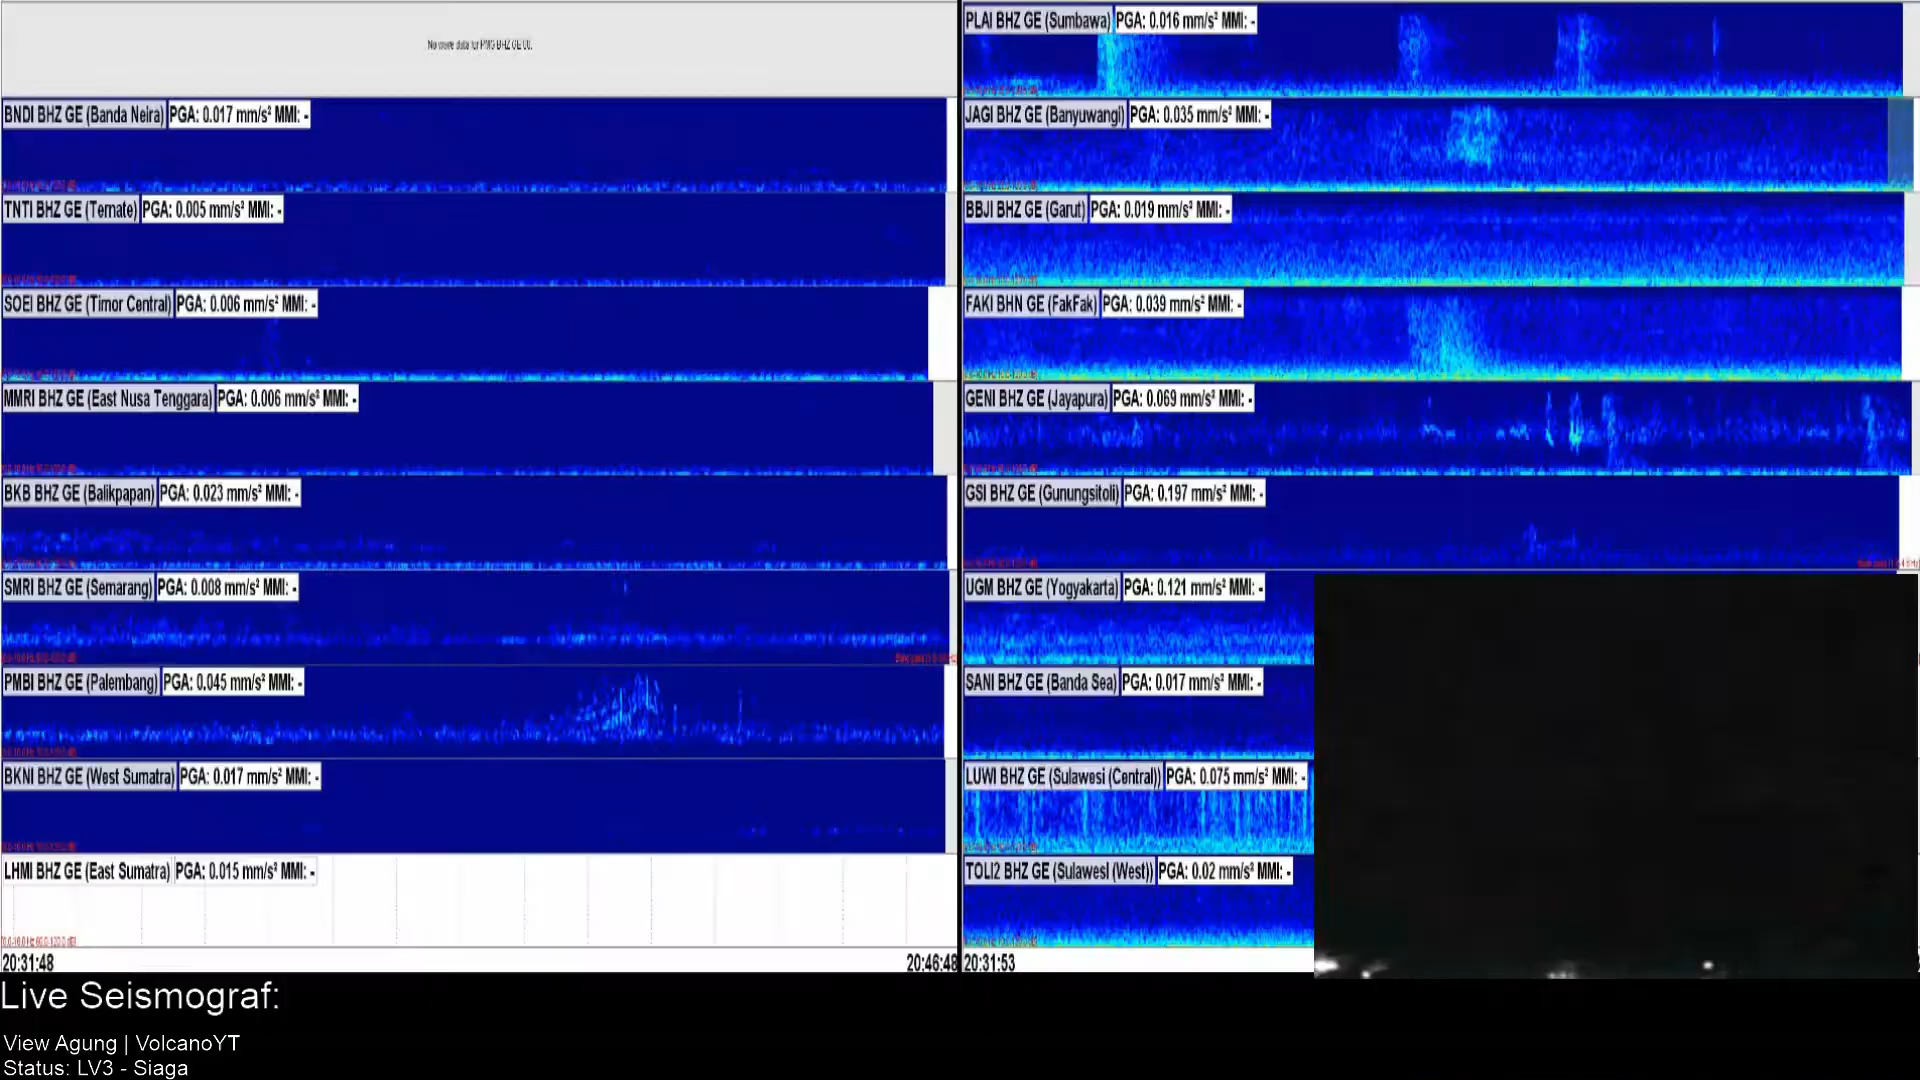 No more data for PMG BHZ GE 00.
BNDI BHZ GE (Banda Neira) PGA: 0.017 mm/s² MMI: -
TNTI BHZ GE (Ternate) PGA: 0.005 mm/s² MMI: -
SOEI BHZ GE (Timor Central) PGA: 0.006 mm/s² MMI: -
MMRI BHZ GE (East Nusa Tenggara) PGA: 0.006 mm/s² MMI: -
BKB BHZ GE (Balikpapan) PGA: 0.023 mm/s² MMI: -
SMRI BHZ GE (Semarang) PGA: 0.008 mm/s² MMI: -
PMBI BHZ GE (Palembang) PGA: 0.045 mm/s² MMI: -
BKNI BHZ GE (West Sumatra) PGA: 0.017 mm/s² MMI: -
LHMI BHZ GE (East Sumatra) PGA: 0.015 mm/s² MMI: -
20:31:48 20:46:48
PLAI BHZ GE (Sumbawa) PGA: 0.016 mm/s² MMI: -
JAGI BHZ GE (Banyuwangi) PGA: 0.035 mm/s² MMI: -
BBJI BHZ GE (Garut) PGA: 0.019 mm/s² MMI: -
FAKI BHN GE (FakFak) PGA: 0.039 mm/s² MMI: -
GENI BHZ GE (Jayapura) PGA: 0.069 mm/s² MMI: -
GSI BHZ GE (Gunungsitoli) PGA: 0.197 mm/s² MMI: -
UGM BHZ GE (Yogyakarta) PGA: 0.121 mm/s² MMI: -
SANI BHZ GE (Banda Sea) PGA: 0.017 mm/s² MMI: -
LUWI BHZ GE (Sulawesi (Central)) PGA: 0.075 mm/s² MMI: -
TOLI2 BHZ GE (Sulawesi (West)) PGA: 0.02 mm/s² MMI: -
20:31:53
Live Seismograf:
View Agung | VolcanoYT
Status: LV3 - Siaga